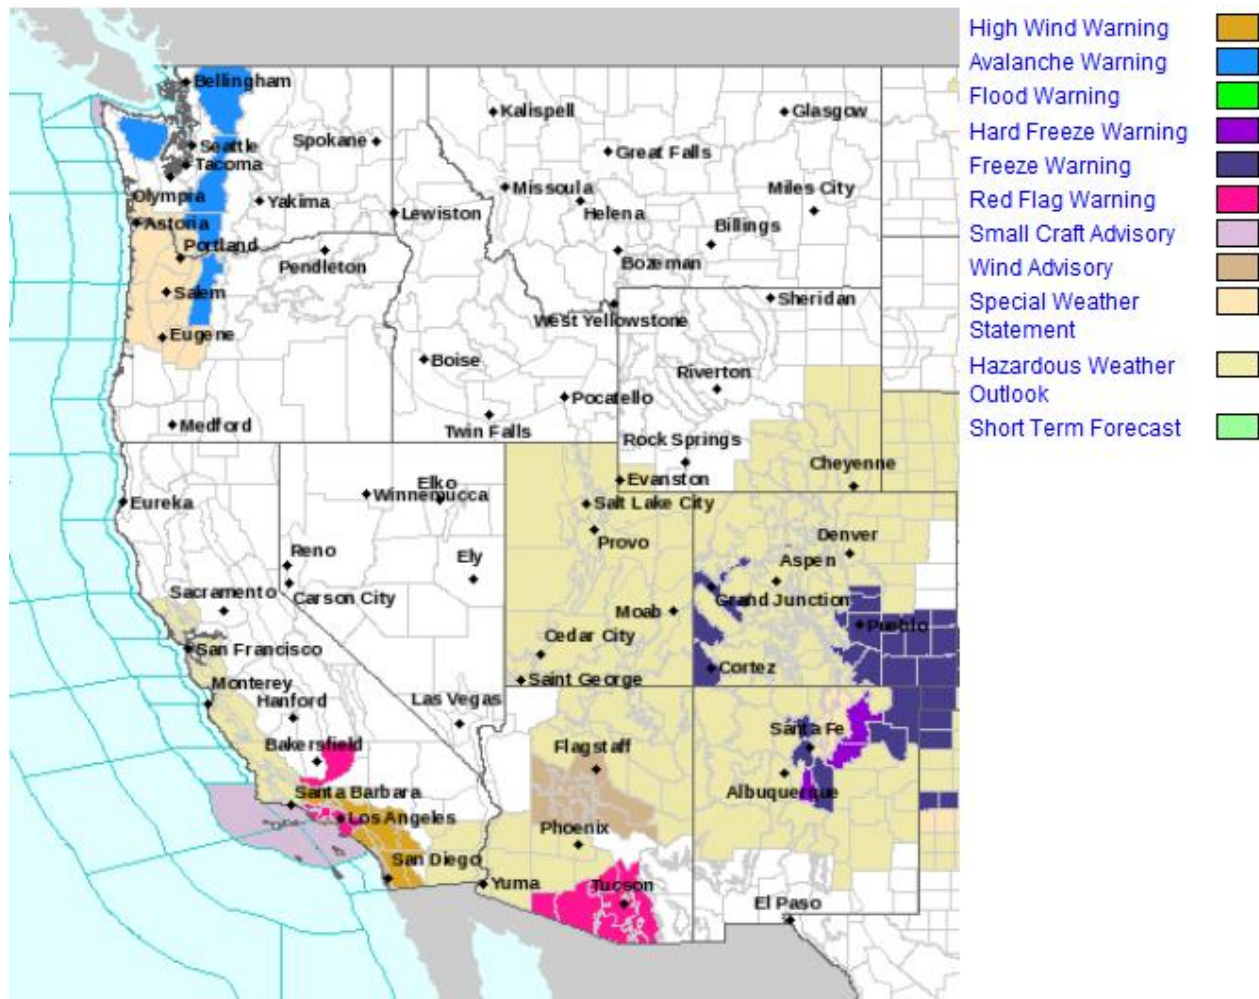 Bellingham
Kalispell
Glasgow
Spokane
Seattle
Great Falls
Tacoma
Missoula
Miles City
Olympia
Yakima
Helena
Lewiston
Astoria
Billings
Portland
Pendleton
Bozeman
Salem
Sheridan
West Yellowstone
Eugene
Boise
Riverton
Pocatello
Medford
Twin Falls
Rock Springs
Cheyenne
Elko
Evanston
Winnemucca
Eureka
Salt Lake City
Provo
Denver
Reno
Ely
Aspen
Sacramento
Carson City
Grand Junction
Moab
Pueblo
Cedar City
San Francisco
Cortez
Saint George
Monterey
Hanford
Las Vegas
Santa Fe
Bakersfield
Flagstaff
Santa Barbara
Albuquerque
Los Angeles
Phoenix
San Diego
Yuma
Tucson
El Paso
High Wind Warning
Avalanche Warning
Flood Warning
Hard Freeze Warning
Freeze Warning
Red Flag Warning
Small Craft Advisory
Wind Advisory
Special Weather
Statement
Hazardous Weather
Outlook
Short Term Forecast